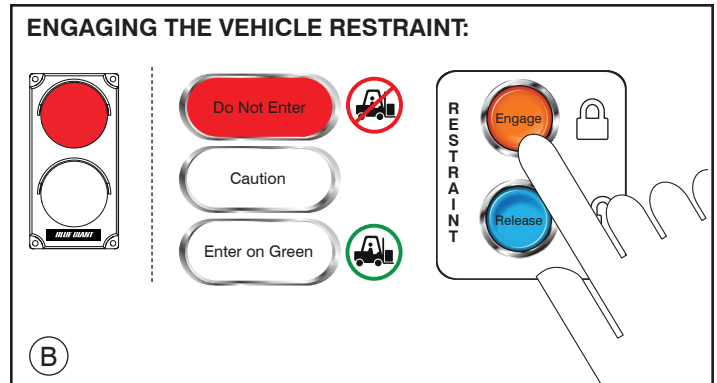 ENGAGING THE VEHICLE RESTRAINT:
BLUE GIANT
Do Not Enter
Caution
Enter on Green
RESTRAINT
Engage
Release
B